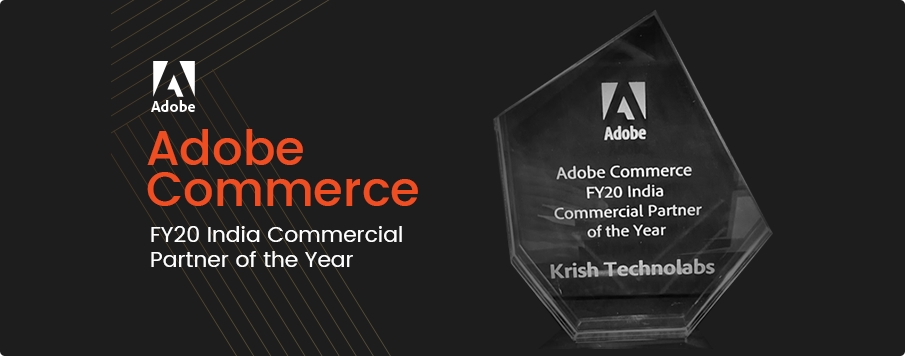 Adobe
Adobe
Commerce
FY20 India Commercial
Partner of the Year
Adobe
Adobe Commerce
FY20 India
Commercial Partner
of the Year
Krish Technolabs